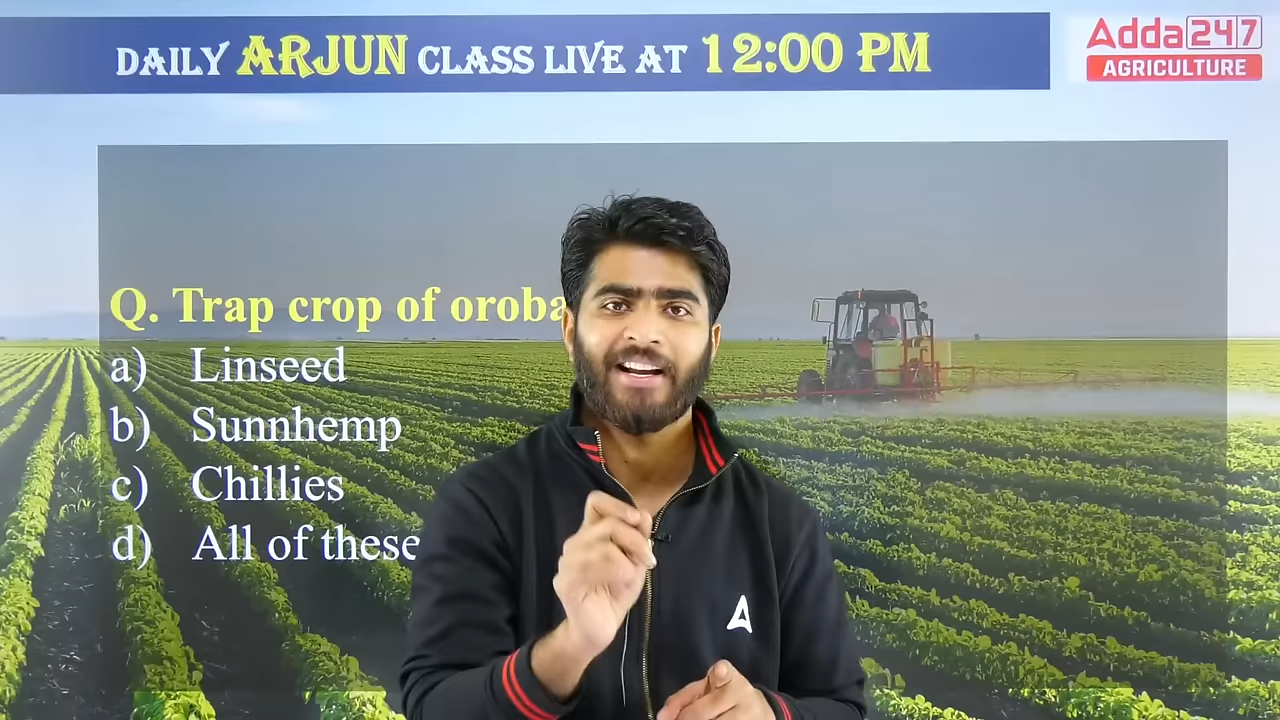 DAILY ARJUN CLASS LIVE AT 12:00 PM
Adda247
AGRICULTURE
Q. Trap crop of oroba
a) Linseed
b) Sunnhemp
c) Chillies
d) All of these